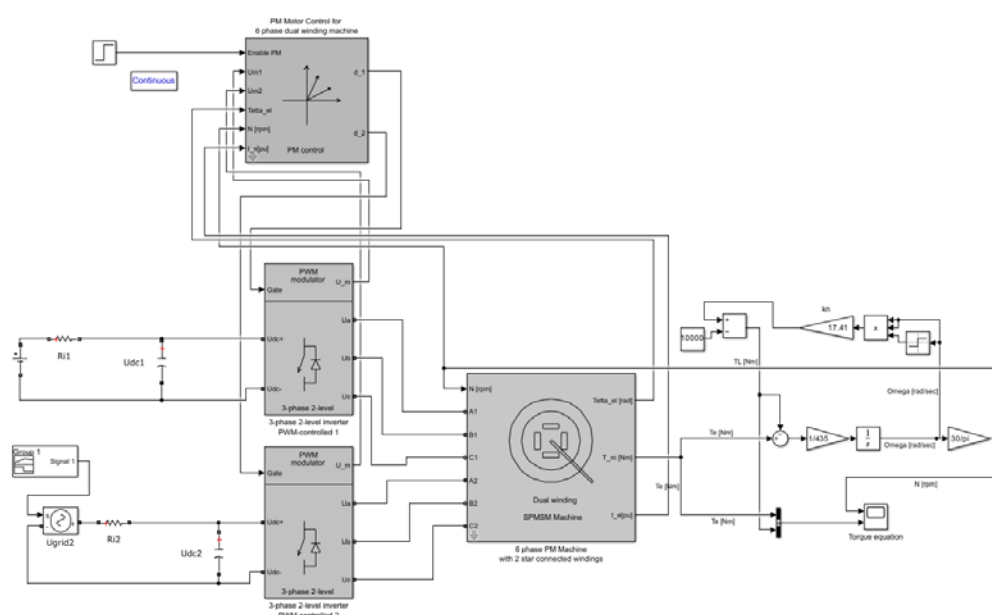 PM Motor Control for
6 phase dual winding machine
Enable PM
Um1
Um2
Tetta_el
N [rpm]
I_e[pu]
d_1
d_2
PM control
Continuous
PWM
modulator
U_m
Gate
Ua
Udc+
Ub
Udc-
Uc
3-phase 2-level
3-phase 2-level inverter
PWM-controlled 1
Ri1
Udc1
PWM
modulator
U_m
Gate
Ua
Udc+
Ub
Udc-
Uc
3-phase 2-level
3-phase 2-level inverter
PWM-controlled 2
Group 1
Signal 1
Ugrid2
Ri2
Udc2
N [rpm]
Tetta_el [rad]
A1
B1
C1
T_m [Nm]
A2
B2
C2
I_e[pu]
Dual winding
SPMSM Machine
6 phase PM Machine
with 2 star connected windings
kn
17.41
x
10000
TL [Nm]
Omega [rad/sec]
Te [Nm]
1/435
1
s
Omega [rad/sec]
30/pi
Te [Nm]
N [rpm]
Te [Nm]
Torque equation